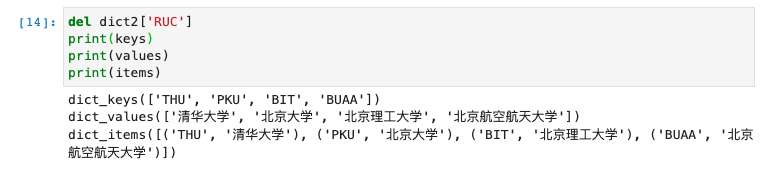 [14]: del dict2['RUC']
print(keys)
print(values)
print(items)
dict_keys(['THU', 'PKU', 'BIT', 'BUAA'])
dict_values(['清华大学', '北京大学', '北京理工大学', '北京航空航天大学'])
dict_items([('THU', '清华大学'), ('PKU', '北京大学'), ('BIT', '北京理工大学'), ('BUAA', '北京
航空航天大学')])